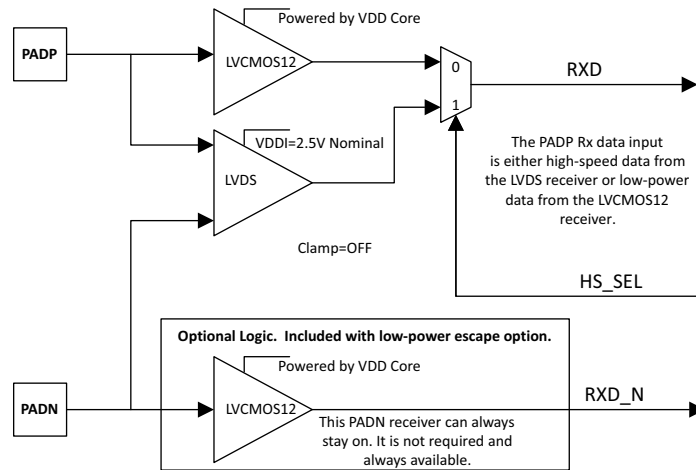 Powered by VDD Core
PADP
LVCMOS12
0
RXD
1
VDDI=2.5V Nominal
LVDS
The PADP Rx data input
is either high-speed data from
the LVDS receiver or low-power
data from the LVCMOS12
receiver.
Clamp=OFF
HS_SEL
Optional Logic.  Included with low-power escape option.
Powered by VDD Core
PADN
LVCMOS12
RXD_N
This PADN receiver can always
stay on. It is not required and
always available.